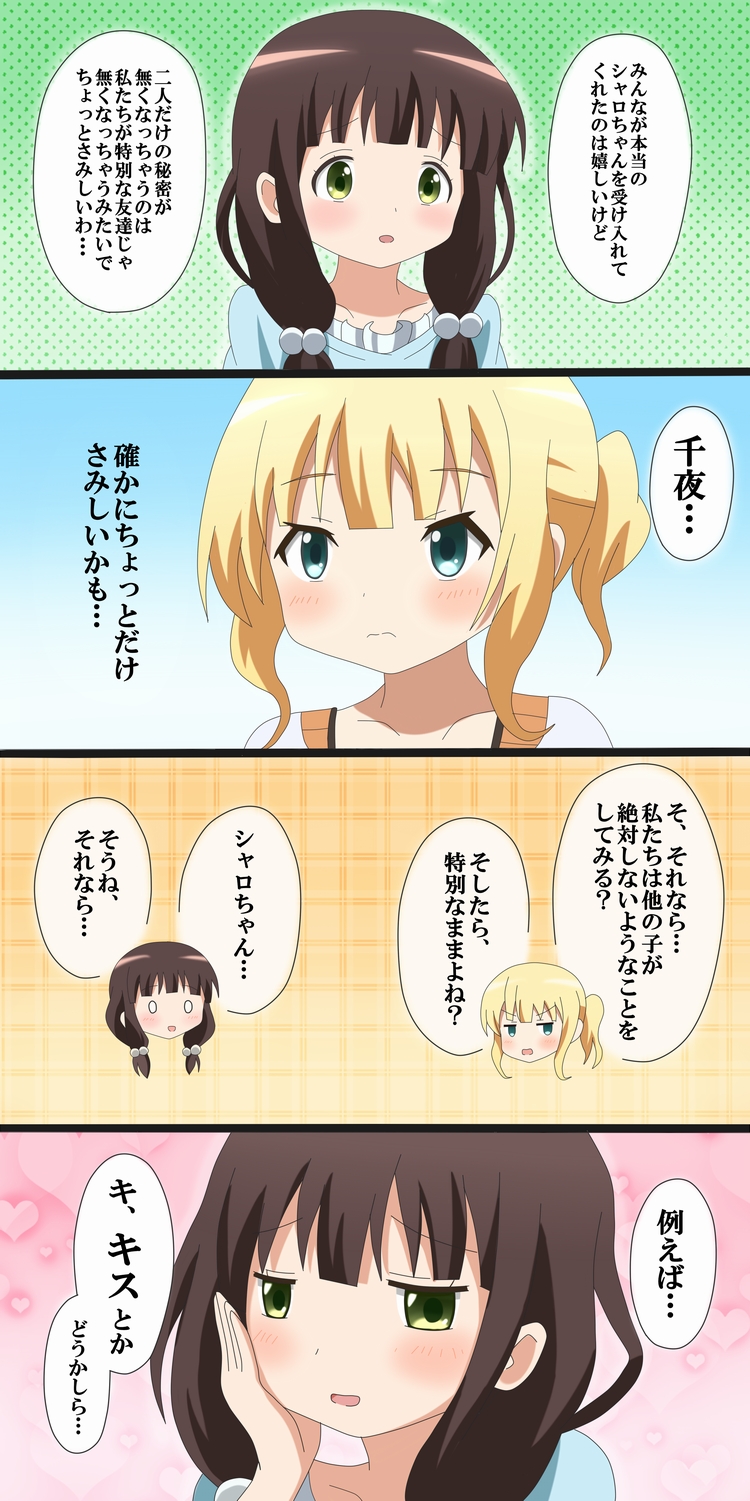 みんなが本当の
シャロちゃんを受け入れて
くれたのは嬉しいけど
二人だけの秘密が
無くなっちゃうのは
私たちが特別な友達じゃ
無くなっちゃうみたいで
ちょっとさみしいわ…
千夜…
確かにちょっとだけ
さみしいかも…
そ、それなら…
私たちは他の子が
絶対しないようなことを
してみる？
そしたら、
特別なままよね？
シャロちゃん…
そうね、
それなら…
例えば…
キ、キスとか
どうかしら…